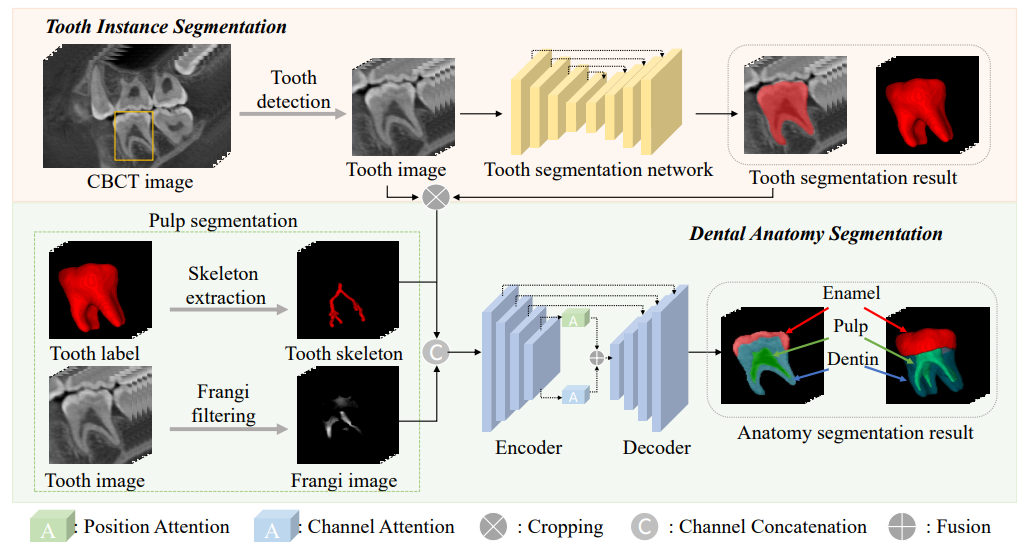 Tooth Instance Segmentation
Tooth
detection
CBCT image
Tooth image
Tooth segmentation network
Tooth segmentation result
Pulp segmentation
Dental Anatomy Segmentation
Skeleton
extraction
Tooth label
Tooth skeleton
Frangi
filtering
Tooth image
Frangi image
C
A
A
Encoder
Decoder
Enamel
Pulp
Dentin
Anatomy segmentation result
A : Position Attention
A : Channel Attention
: Cropping
C : Channel Concatenation
: Fusion